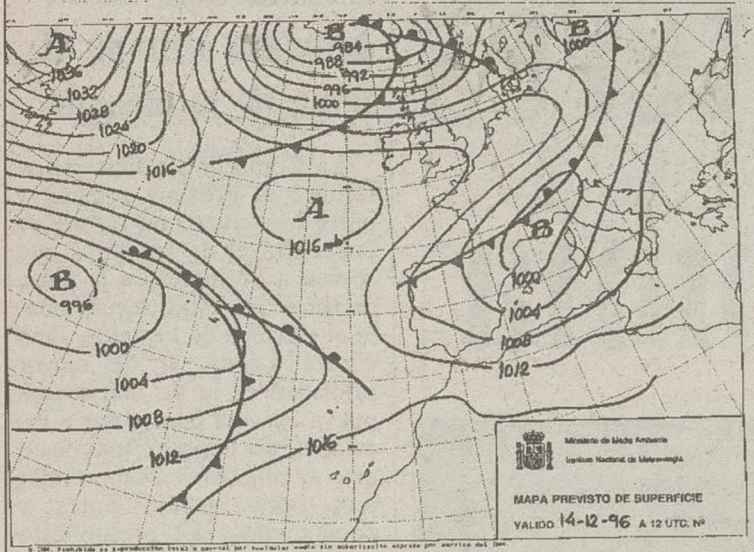 A
1036
1032
1028
1024
1020
1016
B
984
988
992
996
1000
B
1000
A
1016 mb.
B
996
1000
1004
1008
1012
1016
B
1000
1004
1008
1012
Ministerio de Medio Ambiente
Instituto Nacional de Meteorología
MAPA PREVISTO DE SUPERFICIE
VALIDO 14-12-96 A 12 UTC. Nº